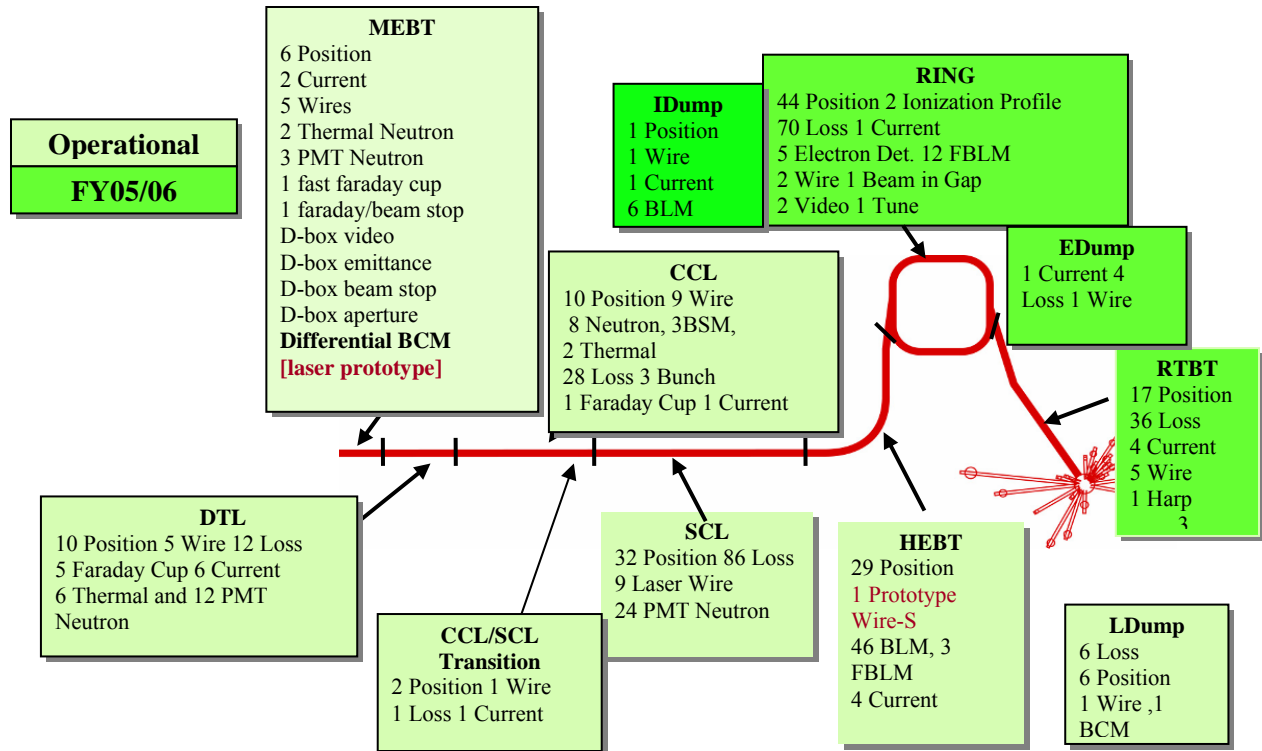 MEBT
6 Position
2 Current
5 Wires
2 Thermal Neutron
3 PMT Neutron
1 fast faraday cup
1 faraday/beam stop
D-box video
D-box emittance
D-box beam stop
D-box aperture
Differential BCM
[laser prototype]
Operational
FY05/06
IDump
1 Position
1 Wire
1 Current
6 BLM
RING
44 Position 2 Ionization Profile
70 Loss 1 Current
5 Electron Det. 12 FBLM
2 Wire 1 Beam in Gap
2 Video 1 Tune
EDump
1 Current 4
Loss 1 Wire
CCL
10 Position 9 Wire
8 Neutron, 3BSM,
2 Thermal
28 Loss 3 Bunch
1 Faraday Cup 1 Current
RTBT
17 Position
36 Loss
4 Current
5 Wire
1 Harp
3
DTL
10 Position 5 Wire 12 Loss
5 Faraday Cup 6 Current
6 Thermal and 12 PMT
Neutron
CCL/SCL
Transition
2 Position 1 Wire
1 Loss 1 Current
SCL
32 Position 86 Loss
9 Laser Wire
24 PMT Neutron
HEBT
29 Position
1 Prototype
Wire-S
46 BLM, 3
FBLM
4 Current
LDump
6 Loss
6 Position
1 Wire ,1
BCM